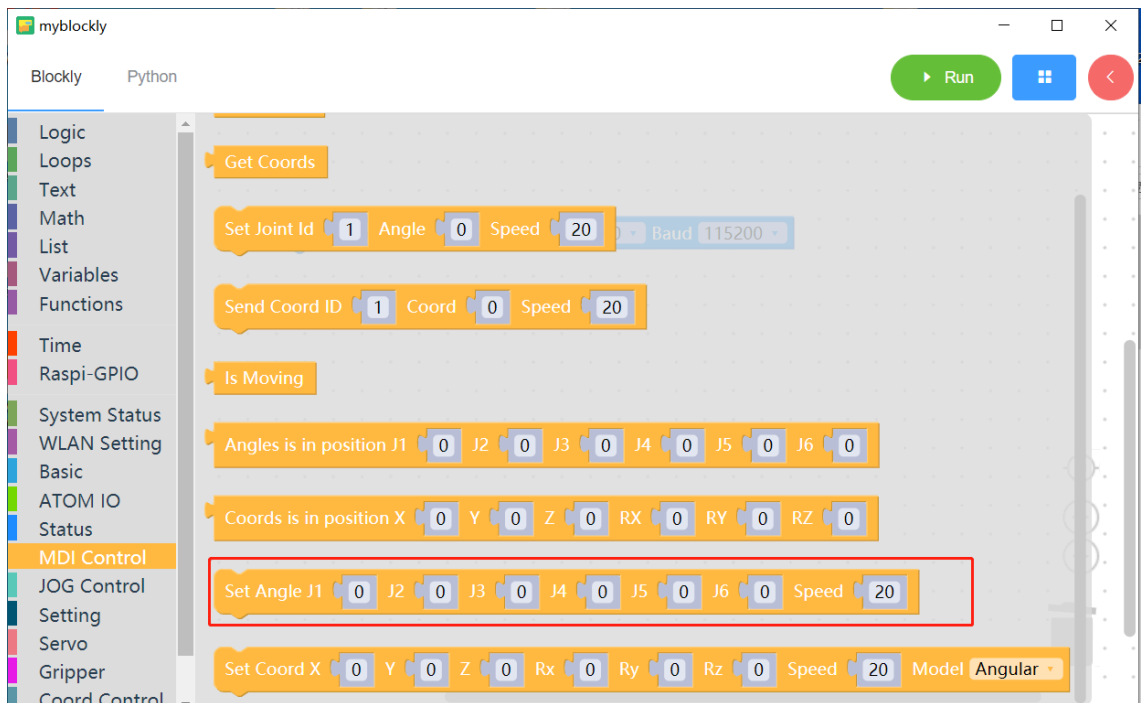 myblockly
Blockly Python Run
Logic
Loops
Text
Math
List
Variables
Functions
Time
Raspi-GPIO
System Status
WLAN Setting
Basic
ATOM IO
Status
MDI Control
JOG Control
Setting
Servo
Gripper
Coord Control
Get Coords
Set Joint Id 1 Angle 0 Speed 20
0 Baud 115200
Send Coord ID 1 Coord 0 Speed 20
Is Moving
Angles is in position J1 0 J2 0 J3 0 J4 0 J5 0 J6 0
Coords is in position X 0 Y 0 Z 0 RX 0 RY 0 RZ 0
Set Angle J1 0 J2 0 J3 0 J4 0 J5 0 J6 0 Speed 20
Set Coord X 0 Y 0 Z 0 Rx 0 Ry 0 Rz 0 Speed 20 Model Angular